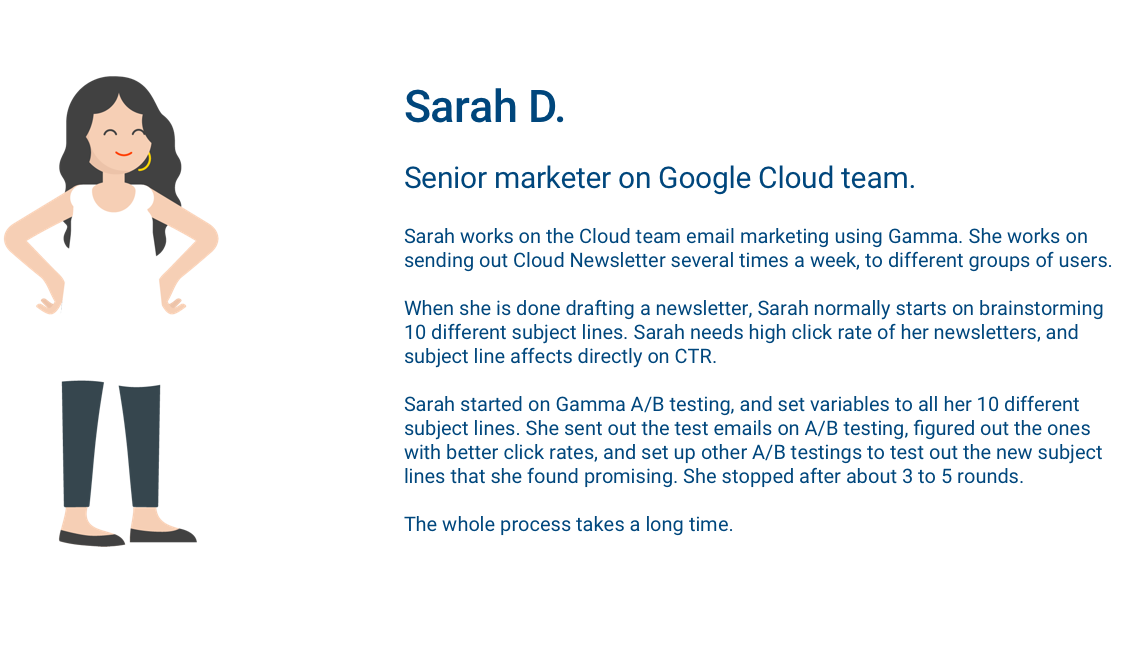 Sarah D.
Senior marketer on Google Cloud team.
Sarah works on the Cloud team email marketing using Gamma. She works on
sending out Cloud Newsletter several times a week, to different groups of users.
When she is done drafting a newsletter, Sarah normally starts on brainstorming
10 different subject lines. Sarah needs high click rate of her newsletters, and
subject line affects directly on CTR.
Sarah started on Gamma A/B testing, and set variables to all her 10 different
subject lines. She sent out the test emails on A/B testing, figured out the ones
with better click rates, and set up other A/B testings to test out the new subject
lines that she found promising. She stopped after about 3 to 5 rounds.
The whole process takes a long time.